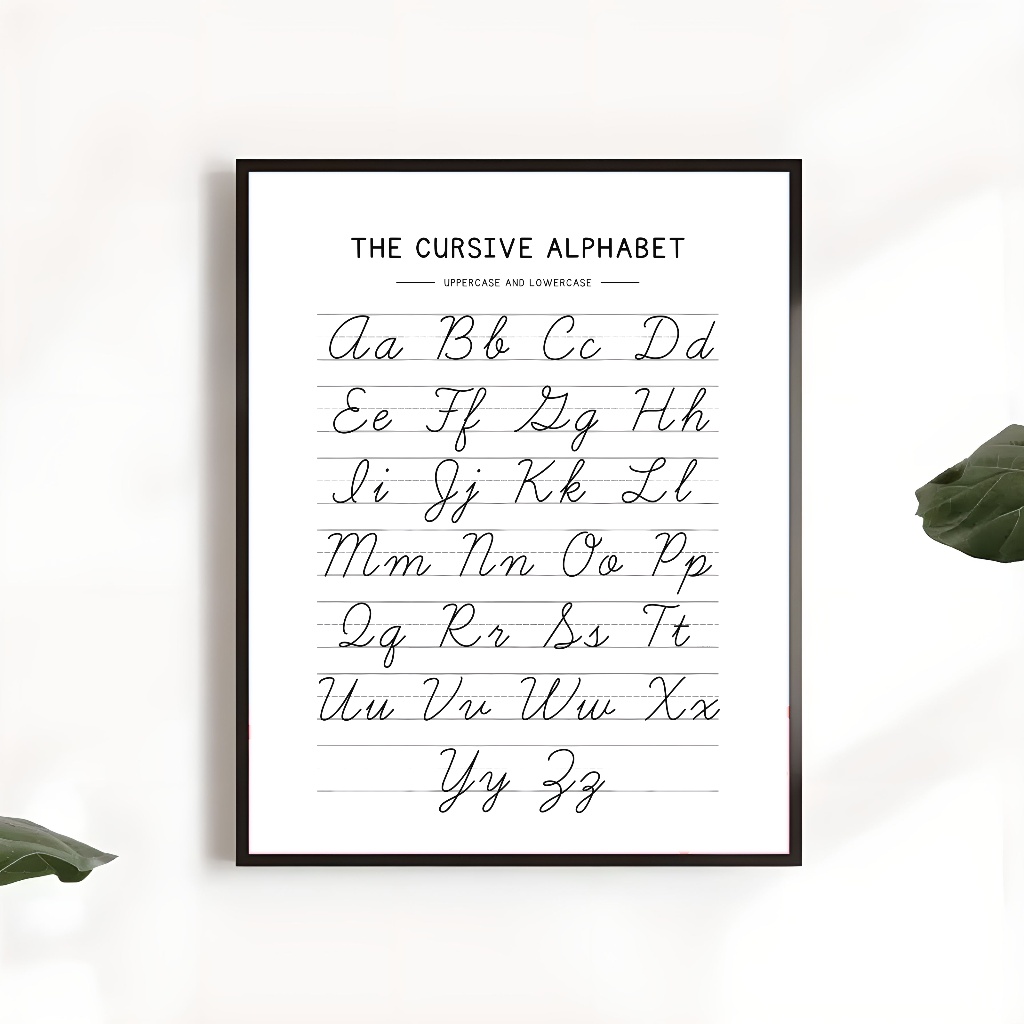 THE CURSIVE ALPHABET
UPPERCASE AND LOWERCASE
Aa Bb Cc Dd
Ee Ff Gg Hh
Ii Jj Kk Ll
Mm Nn Oo Pp
Qq Rr Ss Tt
Uu Vv Ww Xx
Yy Zz